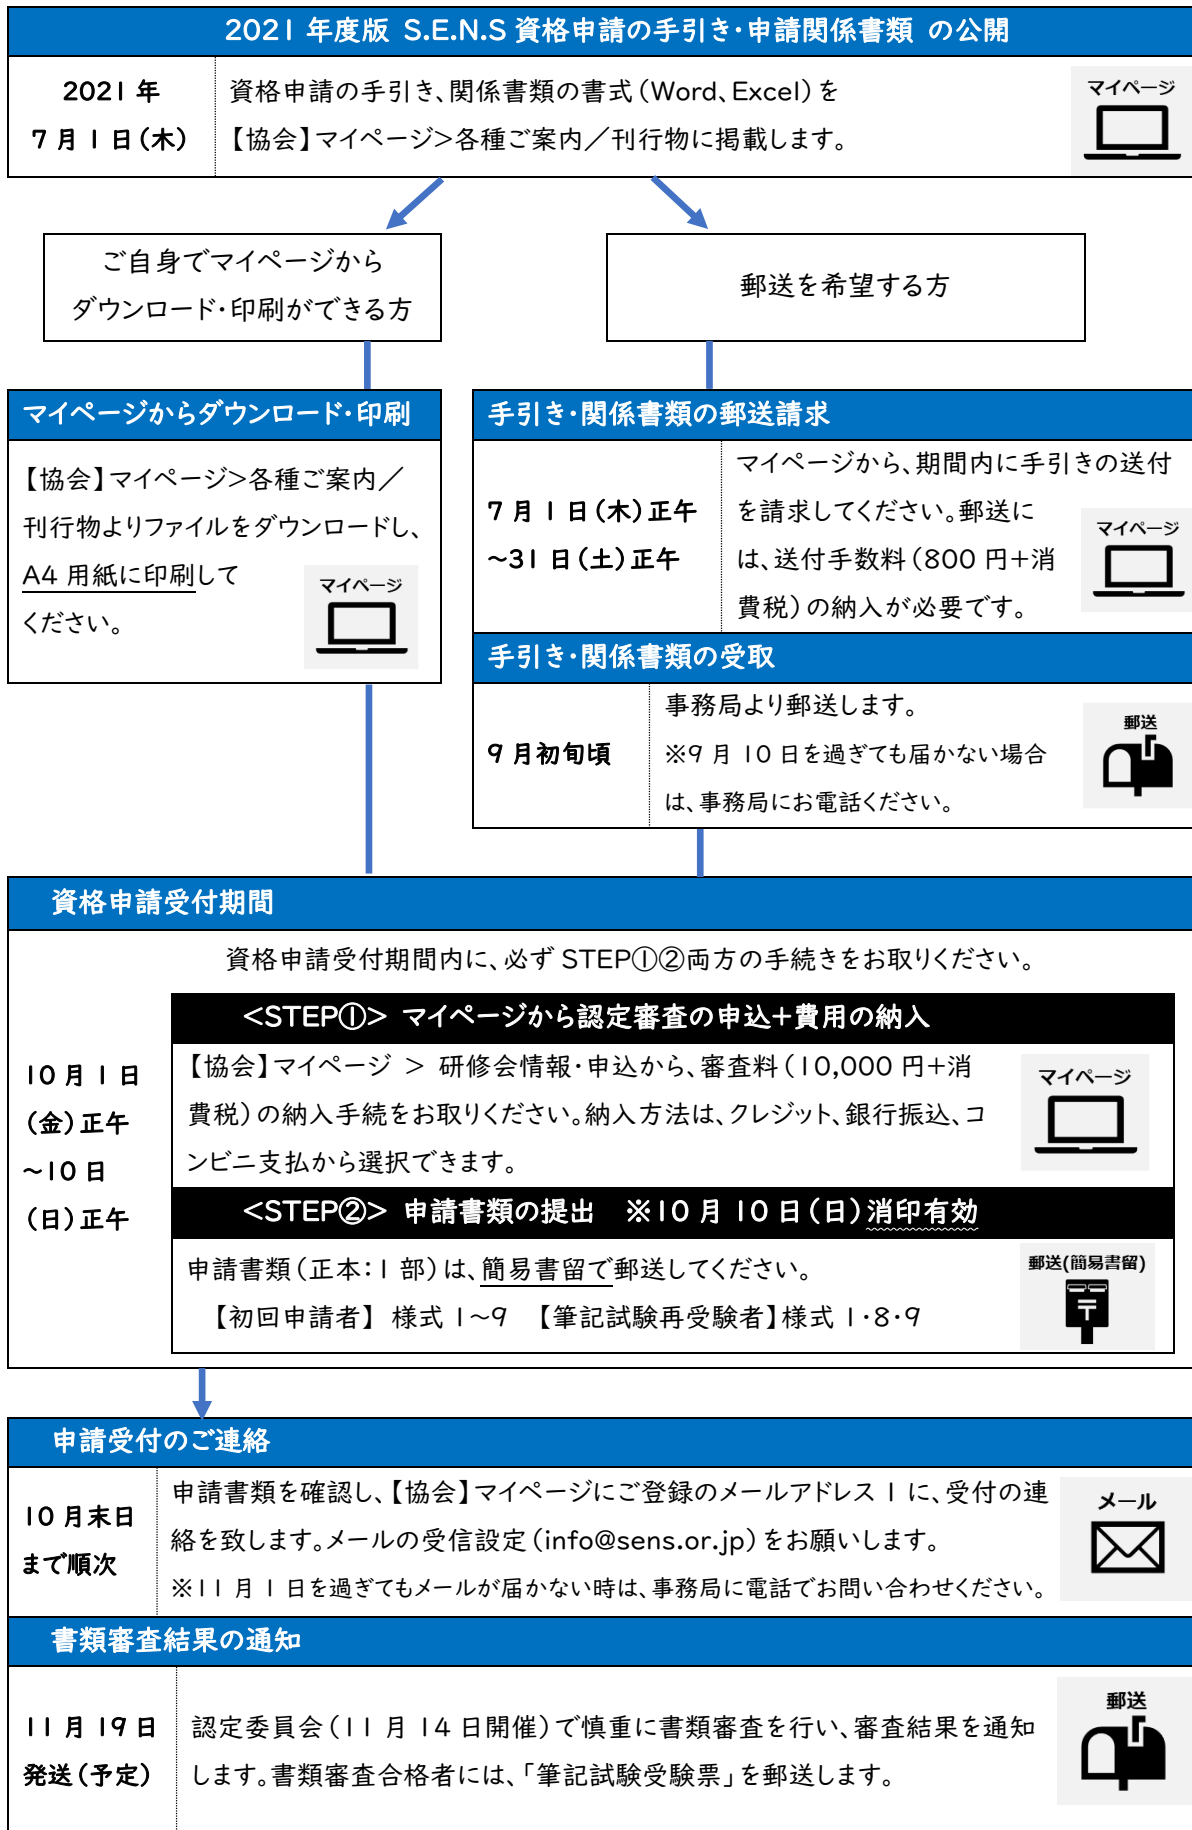 2021 年度版 S.E.N.S 資格申請の手引き・申請関係書類 の公開
2021 年
7 月 1 日(木)
資格申請の手引き、関係書類の書式(Word、Excel)を
【協会】マイページ>各種ご案内/刊行物に掲載します。
マイページ
ご自身でマイページから
ダウンロード・印刷ができる方
郵送を希望する方
マイページからダウンロード・印刷
【協会】マイページ>各種ご案内/
刊行物よりファイルをダウンロードし、
A4 用紙に印刷して
ください。
マイページ
手引き・関係書類の郵送請求
7 月 1 日(木)正午
~31 日(土)正午
マイページから、期間内に手引きの送付
を請求してください。郵送に
は、送付手数料(800 円+消
費税)の納入が必要です。
マイページ
手引き・関係書類の受取
9 月初旬頃
事務局より郵送します。
※9 月 10 日を過ぎても届かない場合
は、事務局にお電話ください。
郵送
資格申請受付期間
資格申請受付期間内に、必ず STEP①②両方の手続きをお取りください。
10 月 1 日
(金)正午
~10 日
(日)正午
<STEP①> マイページから認定審査の申込+費用の納入
【協会】マイページ > 研修会情報・申込から、審査料(10,000 円+消
費税)の納入手続をお取りください。納入方法は、クレジット、銀行振込、コ
ンビニ支払から選択できます。
マイページ
<STEP②> 申請書類の提出 ※10 月 10 日(日)消印有効
申請書類(正本:1 部)は、簡易書留で郵送してください。
【初回申請者】 様式 1~9 【筆記試験再受験者】様式 1・8・9
郵送(簡易書留)
申請受付のご連絡
10 月末日
まで順次
申請書類を確認し、【協会】マイページにご登録のメールアドレス 1 に、受付の連
絡を致します。メールの受信設定(info@sens.or.jp)をお願いします。
※11 月 1 日を過ぎてもメールが届かない時は、事務局に電話でお問い合わせください。
メール
書類審査結果の通知
11 月 19 日
発送(予定)
認定委員会(11 月 14 日開催)で慎重に書類審査を行い、審査結果を通知
します。書類審査合格者には、「筆記試験受験票」を郵送します。
郵送